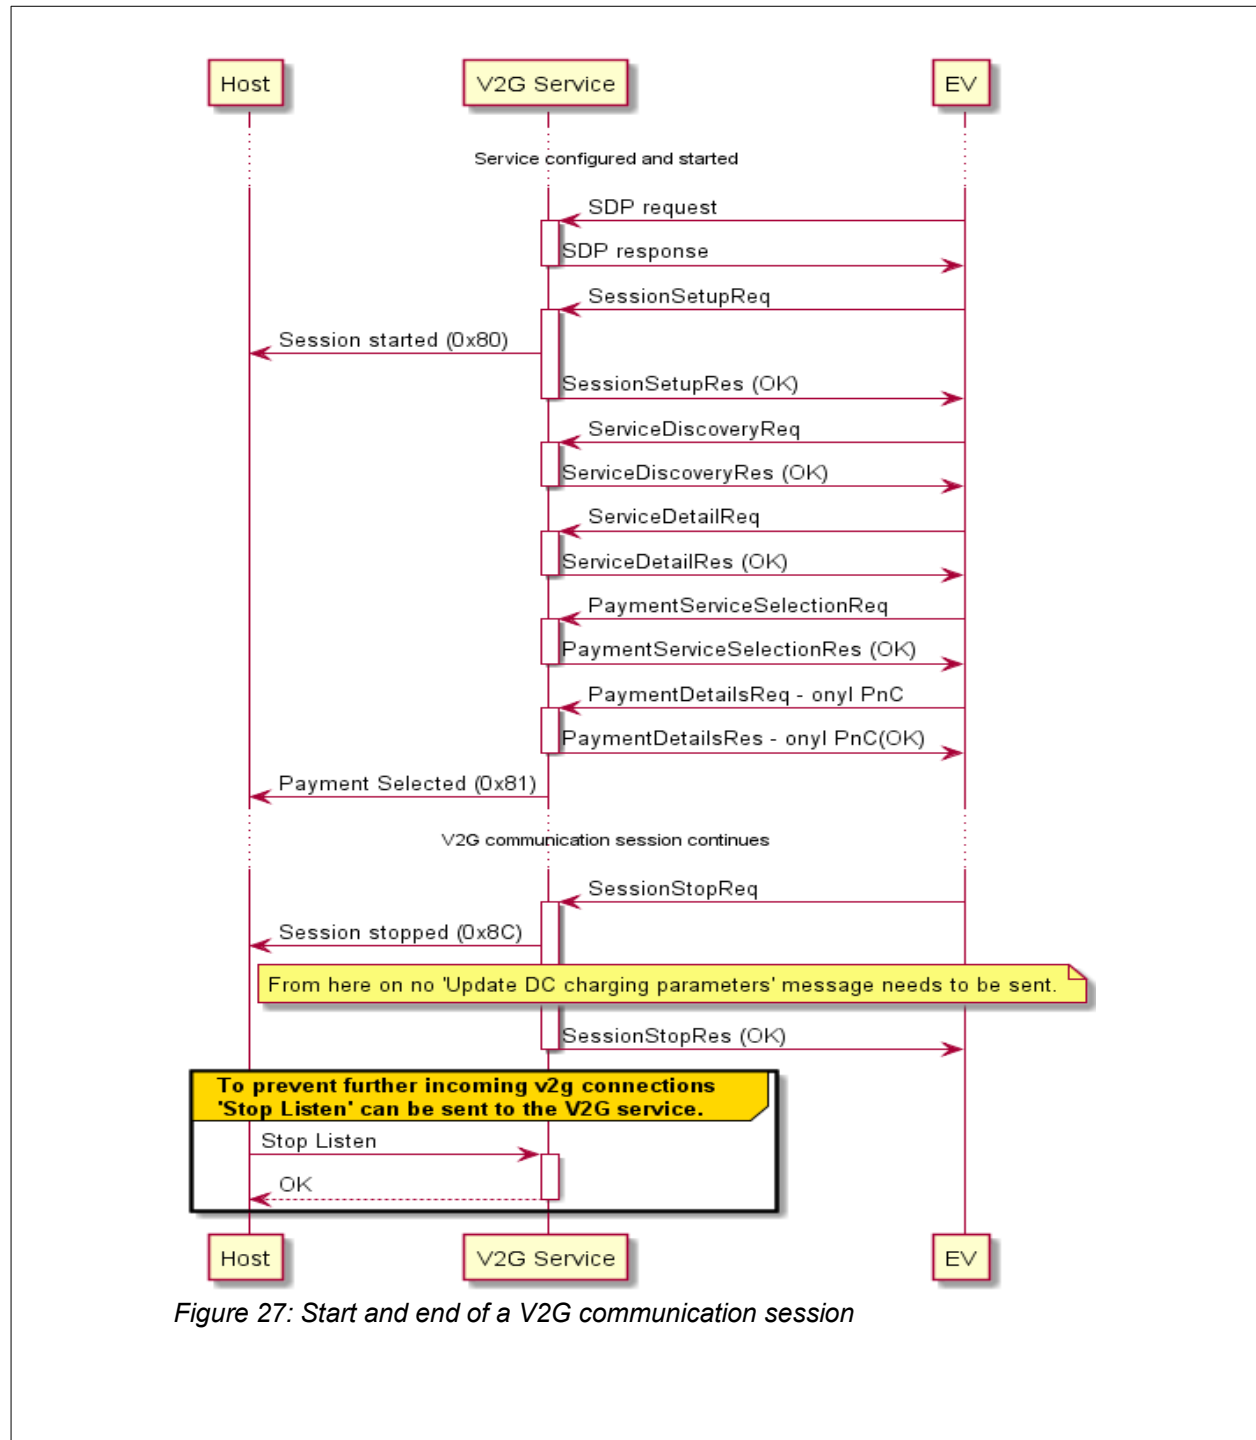 Host
V2G Service
EV
Service configured and started
SDP request
SDP response
SessionSetupReq
Session started (0x80)
SessionSetupRes (OK)
ServiceDiscoveryReq
ServiceDiscoveryRes (OK)
ServiceDetailReq
ServiceDetailRes (OK)
PaymentServiceSelectionReq
PaymentServiceSelectionRes (OK)
PaymentDetailsReq - onyl PnC
PaymentDetailsRes - onyl PnC(OK)
Payment Selected (0x81)
V2G communication session continues
SessionStopReq
Session stopped (0x8C)
From here on no 'Update DC charging parameters' message needs to be sent.
SessionStopRes (OK)
To prevent further incoming v2g connections
'Stop Listen' can be sent to the V2G service.
Stop Listen
OK
Host
V2G Service
EV
Figure 27: Start and end of a V2G communication session